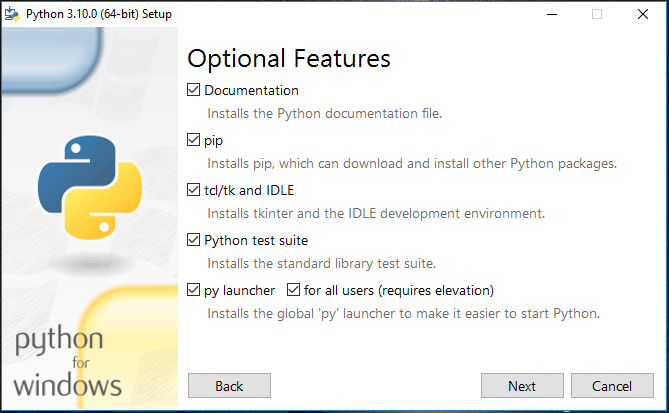 Python 3.10.0 (64-bit) Setup
Optional Features
Documentation
Installs the Python documentation file.
pip
Installs pip, which can download and install other Python packages.
tcl/tk and IDLE
Installs tkinter and the IDLE development environment.
Python test suite
Installs the standard library test suite.
py launcher for all users (requires elevation)
Installs the global 'py' launcher to make it easier to start Python.
python
for
windows
Back Next Cancel